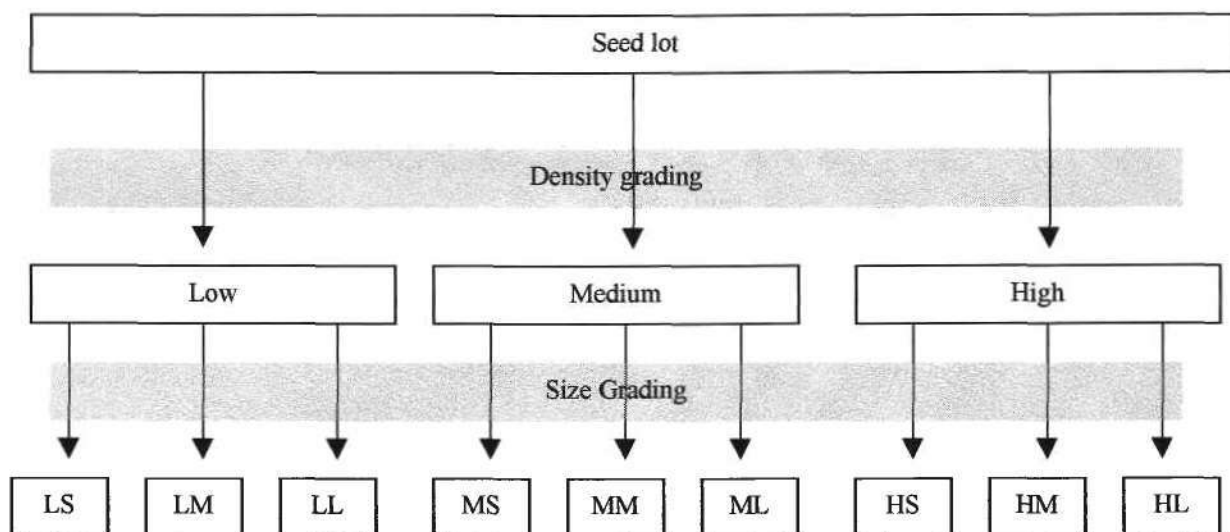 Seed lot
Density grading
Low Medium High
Size Grading
LS LM LL MS MM ML HS HM HL